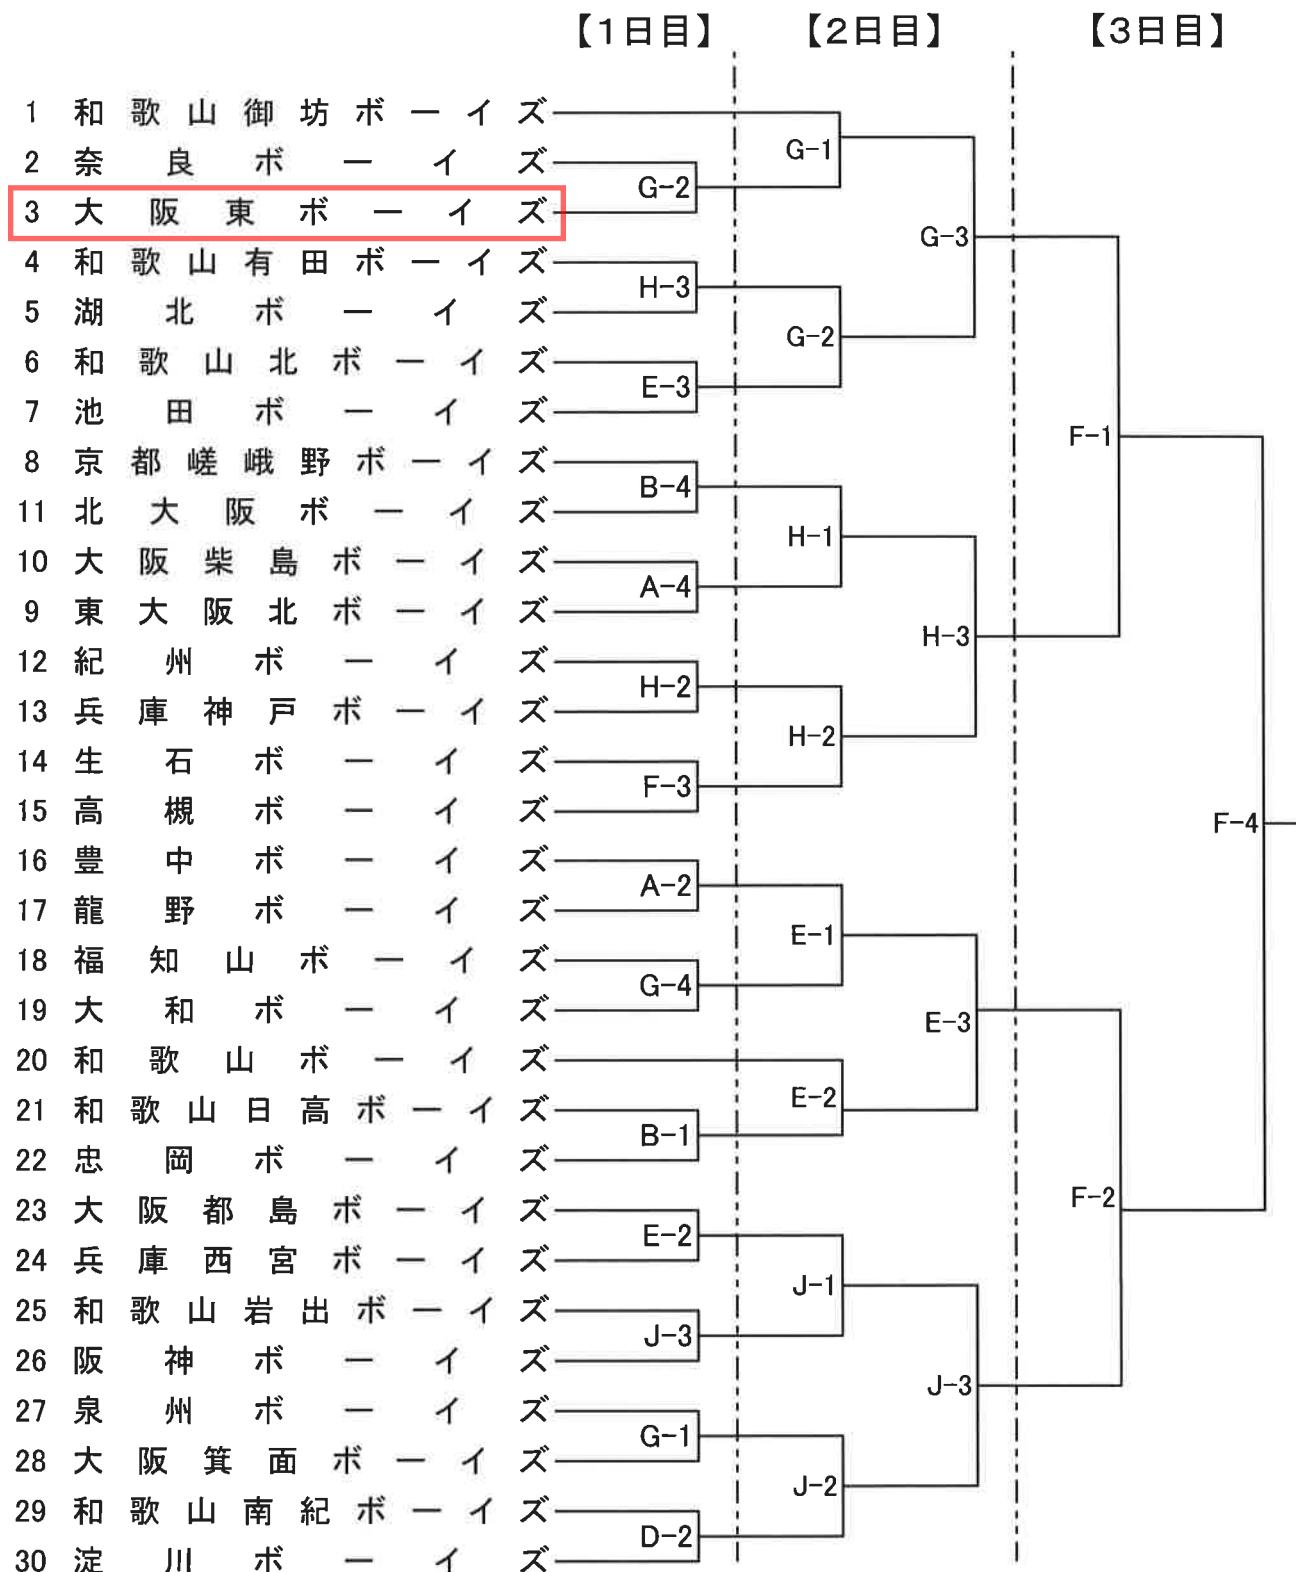 【1日目】 【2日目】 【3日目】
1 和歌山御坊ボーイズ
G-1
2 奈良ボーイズ
G-2
3 大阪東ボーイズ
G-3
4 和歌山有田ボーイズ
H-3
5 湖北ボーイズ
G-2
6 和歌山北ボーイズ
E-3
7 池田ボーイズ
F-1
8 京都嵯峨野ボーイズ
B-4
11 北大阪ボーイズ
H-1
10 大阪柴島ボーイズ
A-4
9 東大阪北ボーイズ
H-3
12 紀州ボーイズ
H-2
13 兵庫神戸ボーイズ
H-2
14 生石ボーイズ
F-3
15 高槻ボーイズ
F-4
16 豊中ボーイズ
A-2
17 龍野ボーイズ
E-1
18 福知山ボーイズ
G-4
19 大和ボーイズ
E-3
20 和歌山ボーイズ
E-2
21 和歌山日高ボーイズ
B-1
22 忠岡ボーイズ
F-2
23 大阪都島ボーイズ
E-2
24 兵庫西宮ボーイズ
J-1
25 和歌山岩出ボーイズ
J-3
26 阪神ボーイズ
J-3
27 泉州ボーイズ
G-1
28 大阪箕面ボーイズ
J-2
29 和歌山南紀ボーイズ
D-2
30 淀川ボーイズ